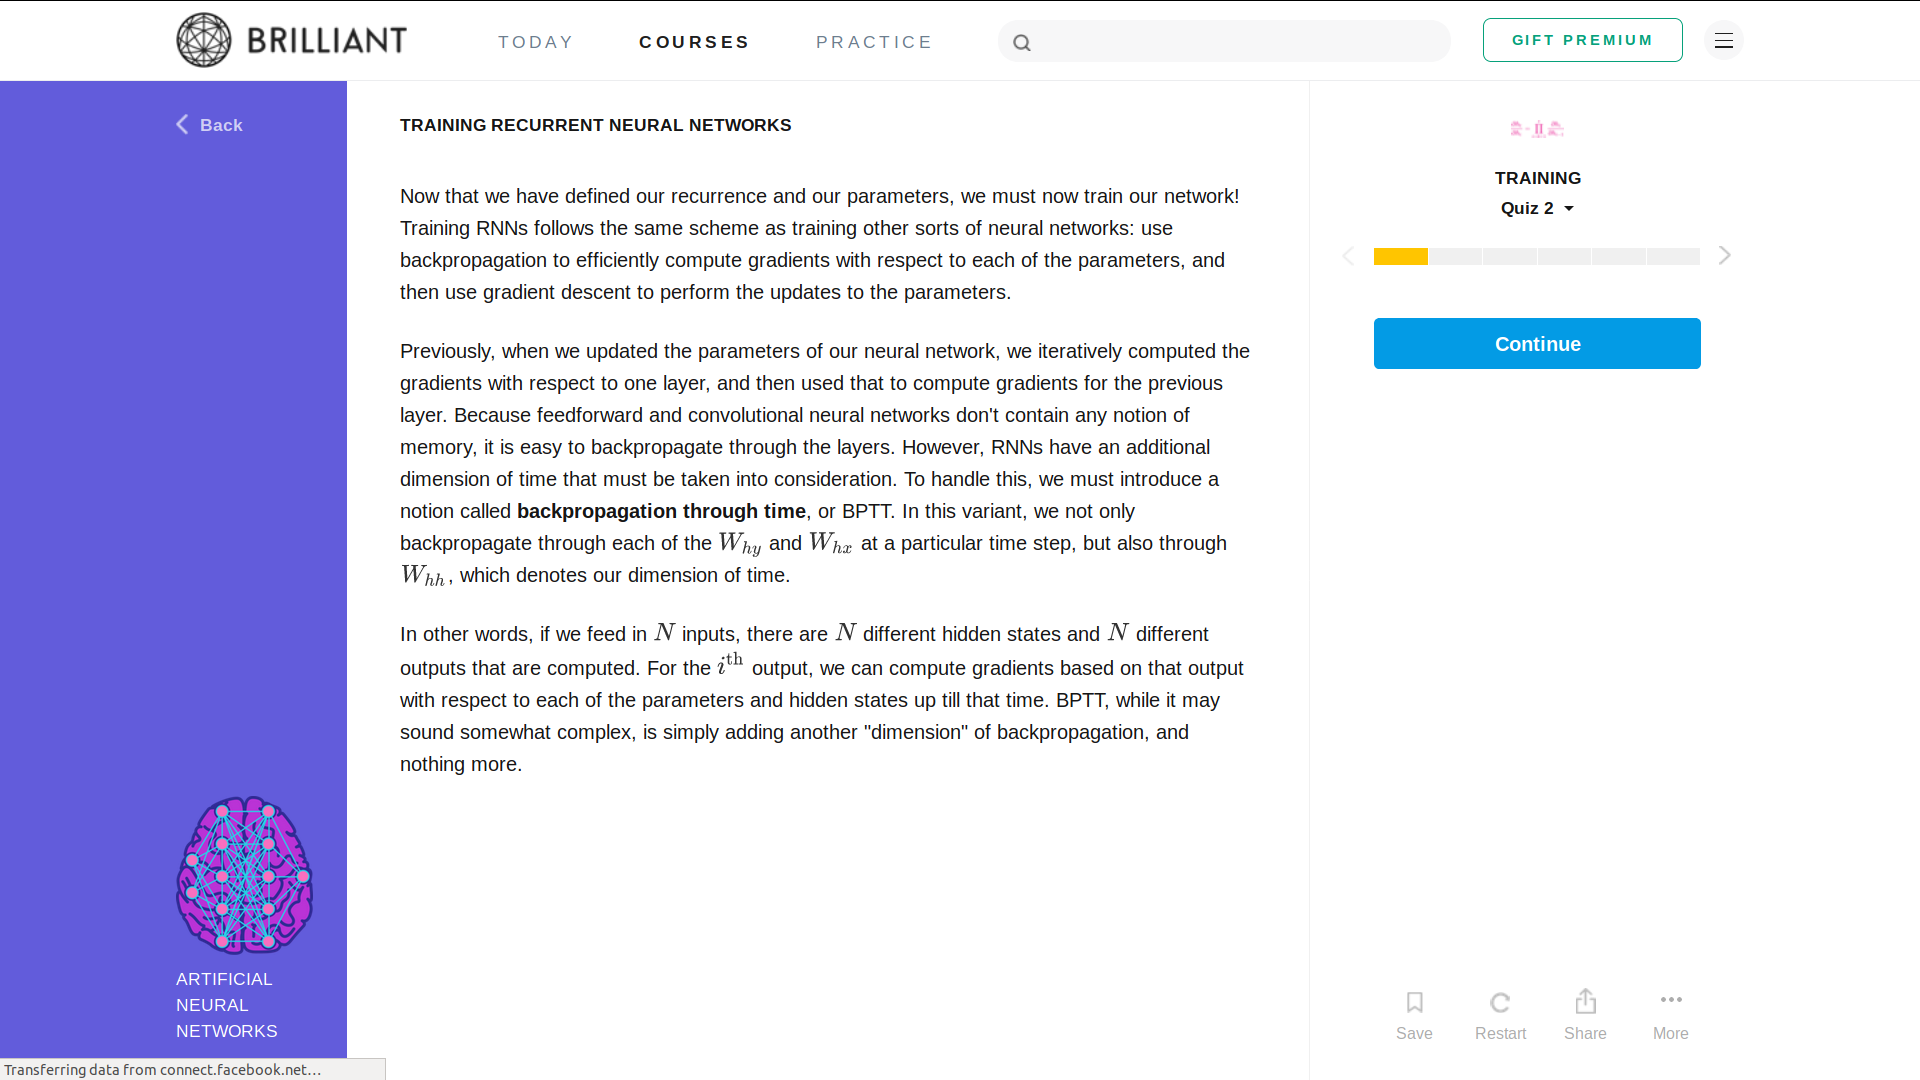 BRILLIANT
TODAY
COURSES
PRACTICE
GIFT PREMIUM
Back
TRAINING RECURRENT NEURAL NETWORKS
Now that we have defined our recurrence and our parameters, we must now train our network!
Training RNNs follows the same scheme as training other sorts of neural networks: use
backpropagation to efficiently compute gradients with respect to each of the parameters, and
then use gradient descent to perform the updates to the parameters.
Previously, when we updated the parameters of our neural network, we iteratively computed the
gradients with respect to one layer, and then used that to compute gradients for the previous
layer. Because feedforward and convolutional neural networks don't contain any notion of
memory, it is easy to backpropagate through the layers. However, RNNs have an additional
dimension of time that must be taken into consideration. To handle this, we must introduce a
notion called backpropagation through time, or BPTT. In this variant, we not only
backpropagate through each of the W_{hy} and W_{hx} at a particular time step, but also through
W_{hh}, which denotes our dimension of time.
In other words, if we feed in N inputs, there are N different hidden states and N different
outputs that are computed. For the i^{th} output, we can compute gradients based on that output
with respect to each of the parameters and hidden states up till that time. BPTT, while it may
sound somewhat complex, is simply adding another "dimension" of backpropagation, and
nothing more.
TRAINING
Quiz 2
Continue
ARTIFICIAL
NEURAL
NETWORKS
Save
Restart
Share
More
Transferring data from connect.facebook.net…